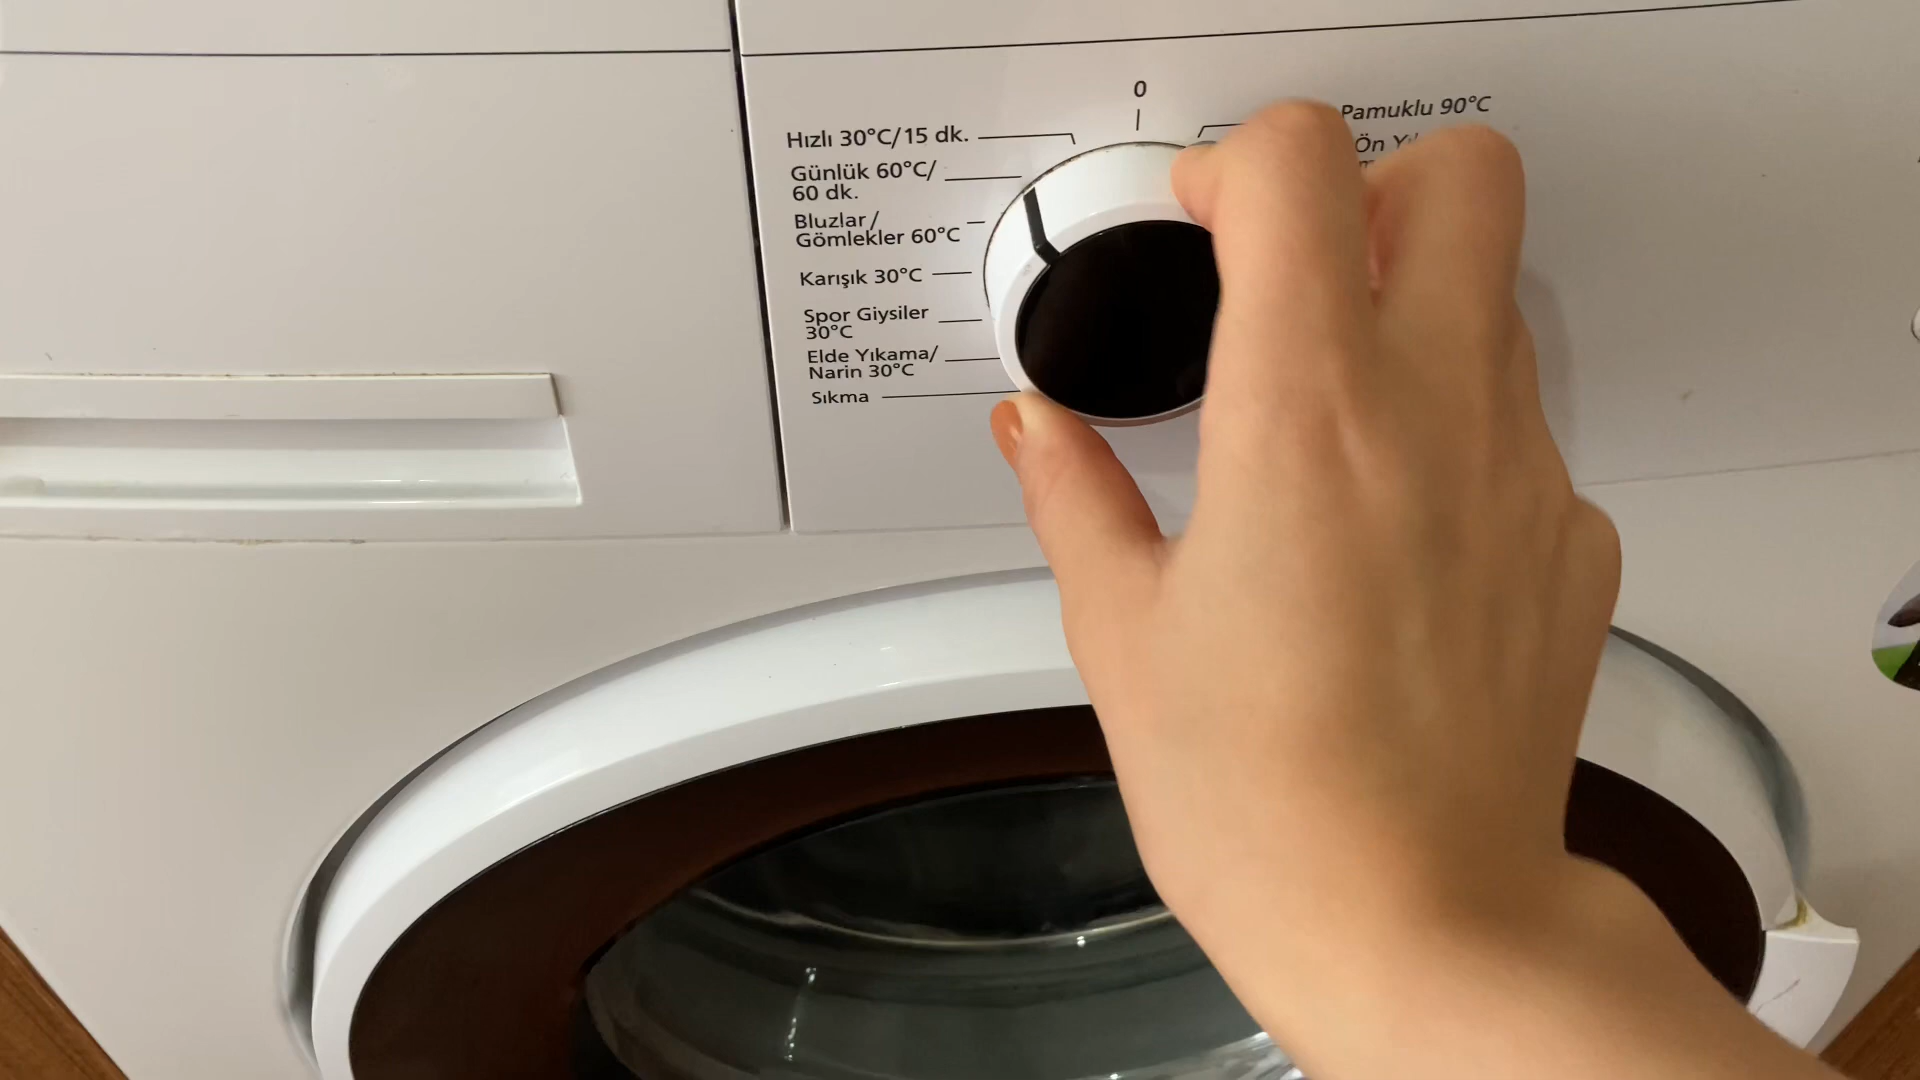 0
Hızlı 30°C/15 dk.
Günlük 60°C/
60 dk.
Bluzlar/
Gömlekler 60°C
Karışık 30°C
Spor Giysiler
30°C
Elde Yıkama/
Narin 30°C
Sıkma
Pamuklu 90°C
Ön